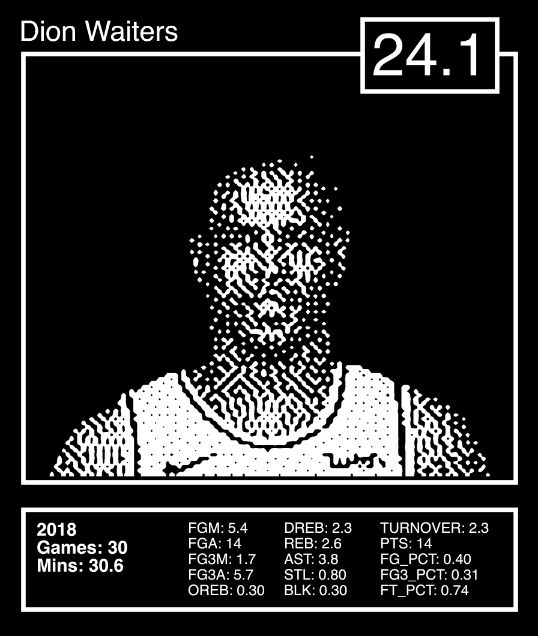 Dion Waiters
24.1
2018
Games: 30
Mins: 30.6
FGM: 5.4
FGA: 14
FG3M: 1.7
FG3A: 5.7
OREB: 0.30
DREB: 2.3
REB: 2.6
AST: 3.8
STL: 0.80
BLK: 0.30
TURNOVER: 2.3
PTS: 14
FG_PCT: 0.40
FG3_PCT: 0.31
FT_PCT: 0.74